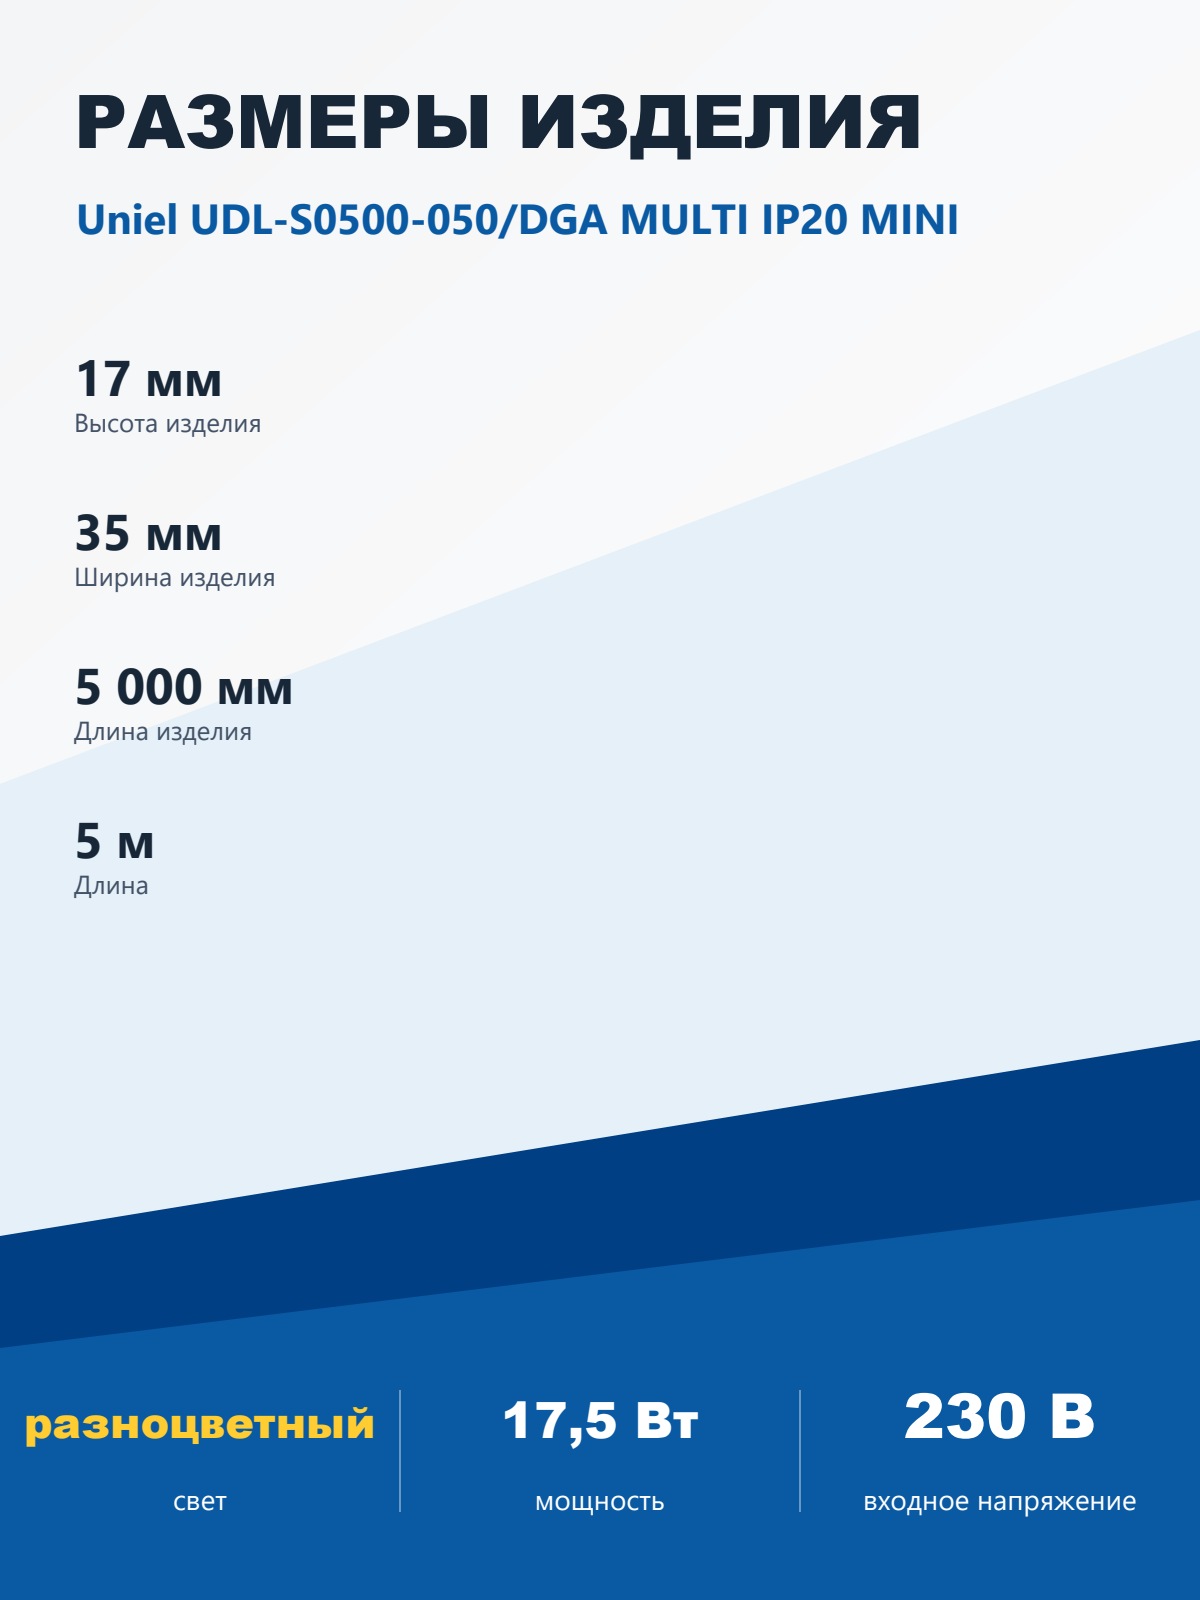 РАЗМЕРЫ ИЗДЕЛИЯ
Uniel UDL-S0500-050/DGA MULTI IP20 MINI
17 мм
Высота изделия
35 мм
Ширина изделия
5 000 мм
Длина изделия
5 м
Длина
разноцветный
свет
17,5 Вт
мощность
230 В
входное напряжение